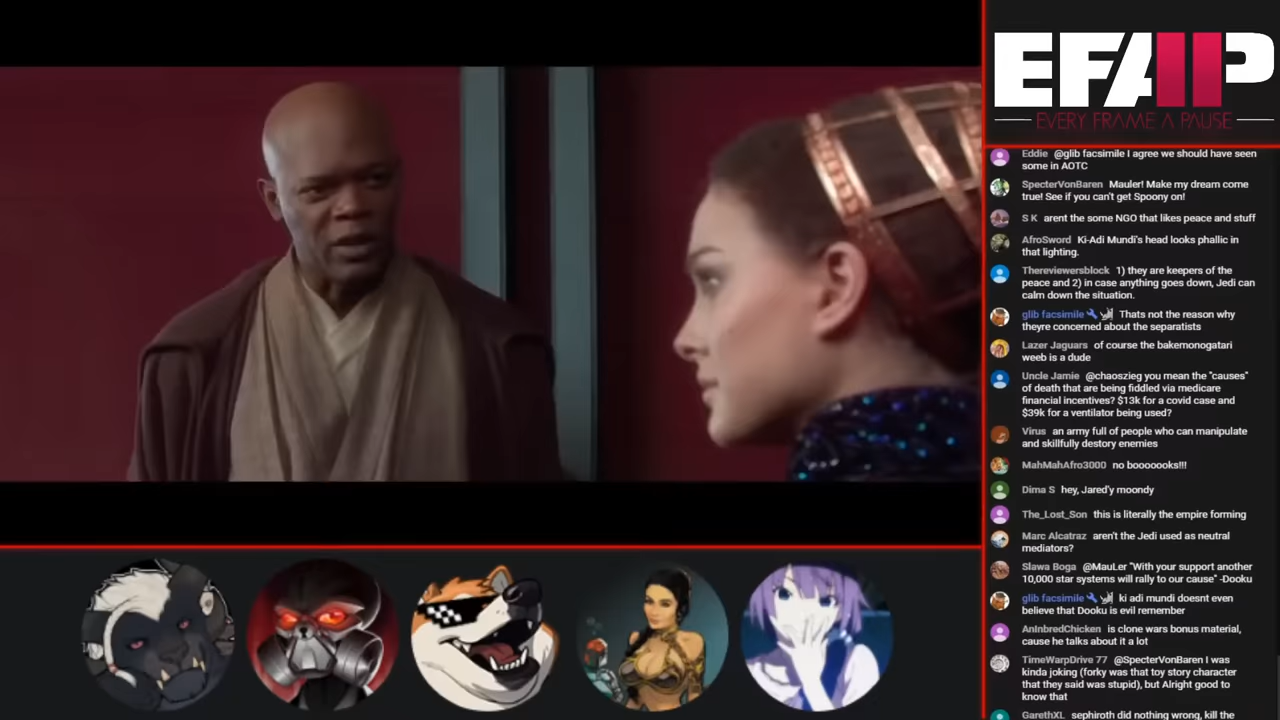 EFAP
EVERY FRAME A PAUSE
Eddie @glib facsimile I agree we should have seen
some in AOTC
SpecterVonBaren Mauler! Make my dream come
true! See if you can't get Spoony on!
S K arent the some NGO that likes peace and stuff
AfroSword Ki-Adi Mundi's head looks phallic in
that lighting.
Thereviewersblock 1) they are keepers of the
peace and 2) in case anything goes down, Jedi can
calm down the situation.
glib facsimile Thats not the reason why
theyre concerned about the separatists
Lazer Jaguars of course the bakemonogatari
weeb is a dude
Uncle Jamie @chaoszieg you mean the "causes"
of death that are being fiddled via medicare
financial incentives? $13k for a covid case and
$39k for a ventilator being used?
Virus an army full of people who can manipulate
and skillfully destory enemies
MahMahAfro3000 no dooooooks!!!
Dima S hey, Jared'y moondy
The_Lost_Son this is literally the empire forming
Marc Alcatraz aren't the Jedi used as neutral
mediators?
Slawa Boga @MauLer "With your support another
10,000 star systems will rally to our cause" -Dooku
glib facsimile ki adi mundi doesnt even
believe that Dooku is evil remember
AnInbredChicken is clone wars bonus material,
cause he talks about it a lot
TimeWarpDrive 77 @SpecterVonBaren I was
kinda joking (forky was that toy story character
that they said was stupid), but Alright good to
know that
GarethXL sephiroth did nothing wrong, kill the